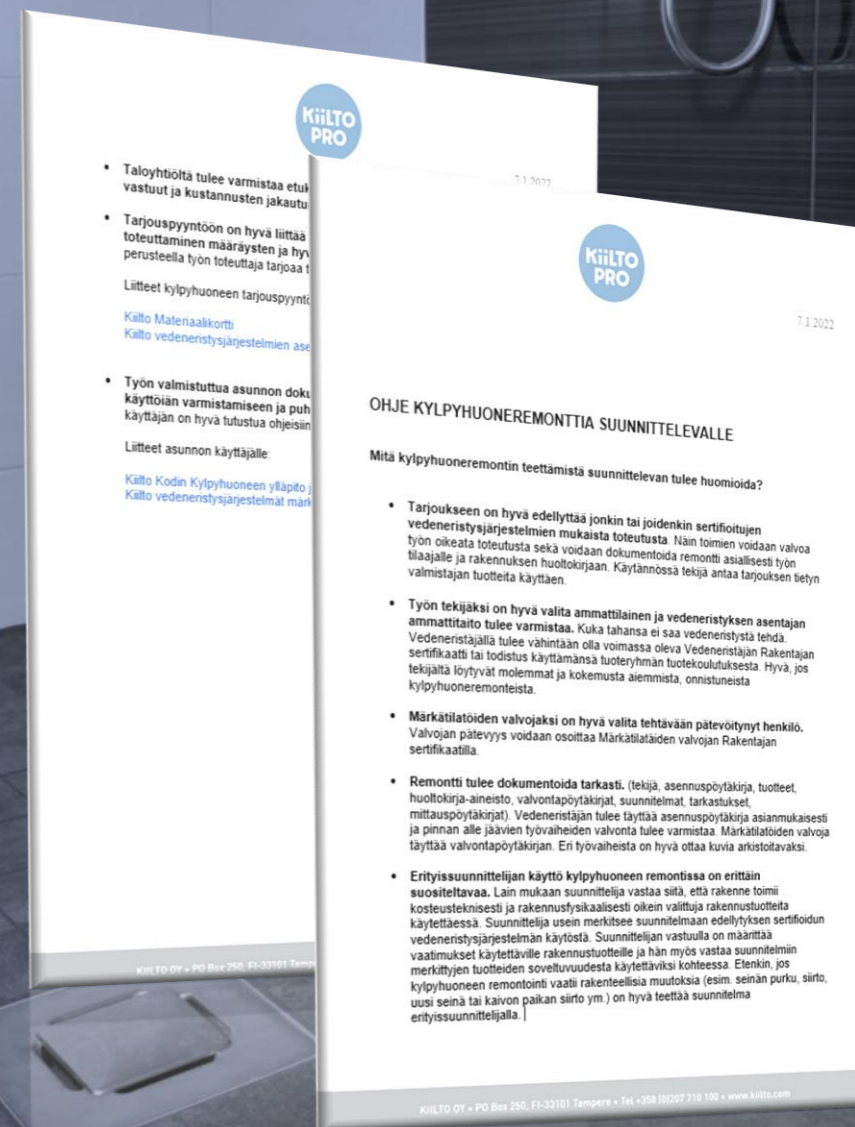 KiiLTO
PRO
7.1.2022
• Taloyhtiöltä tulee varmistaa
vastuut ja kustannusten
• Tarjouspyyntöön on hyvä liittää
toteuttaminen määräysten ja
perusteella työn toteuttaja tarjoaa
Liitteet kylpyhuoneen
Kiilto Materiaalikortti
Kiilto vedeneristysjärjestelmien
• Työn valmistuttua asunnon
käyttöiän varmistamiseen ja
käyttäjän on hyvä tutustua ohjeisiin
Liitteet asunnon käyttäjälle:
Kiilto Kodin Kylpyhuoneen ylläpito
Kiilto vedeneristysjärjestelmät
KIILTO OY • PO Box 250, FI-33101
KiiLTO
PRO
7.1.2022
OHJE KYLPYHUONEREMONTTIA SUUNNITTELEVALLE
Mitä kylpyhuoneremontin teettämistä suunnittelevan tulee huomioida?
• Tarjoukseen on hyvä edellyttää jonkin tai joidenkin sertifioitujen
vedeneristysjärjestelmien mukaista toteutusta. Näin toimien voidaan valvoa
työn oikeata toteutusta sekä voidaan dokumentoida remontti asiallisesti työn
tilaajalle ja rakennuksen huoltokirjaan. Käytännössä tekijä antaa tarjouksen tietyn
valmistajan tuotteita käyttäen.
• Työn tekijäksi on hyvä valita ammattilainen ja vedeneristyksen asentajan
ammattitaito tulee varmistaa. Kuka tahansa ei saa vedeneristystä tehdä.
Vedeneristäjällä tulee vähintään olla voimassa oleva Vedeneristäjän Rakentajan
sertifikaatti tai todistus käyttämänsä tuoteryhmän tuotekoulutuksesta. Hyvä, jos
tekijältä löytyvät molemmat ja kokemusta aiemmista, onnistuneista
kylpyhuoneremonteista.
• Märkätilatöiden valvojaksi on hyvä valita tehtävään pätevöitynyt henkilö.
Valvojan pätevyys voidaan osoittaa Märkätilatäiden valvojan Rakentajan
sertifikaatilla.
• Remontti tulee dokumentoida tarkasti. (tekijä, asennuspöytäkirja, tuotteet,
huoltokirja-aineisto, valvontapöytäkirjat, suunnitelmat, tarkastukset,
mittauspöytäkirjat). Vedeneristäjän tulee täyttää asennuspöytäkirja asianmukaisesti
ja pinnan alle jäävien työvaiheiden valvonta tulee varmistaa. Märkätilatöiden valvoja
täyttää valvontapöytäkirjan. Eri työvaiheista on hyvä ottaa kuvia arkistoitavaksi.
• Erityissuunnittelijan käyttö kylpyhuoneen remontissa on erittäin
suositeltavaa. Lain mukaan suunnittelija vastaa siitä, että rakenne toimii
kosteusteknisesti ja rakennusfysikaalisesti oikein valittuja rakennustuotteita
käytettäessä. Suunnittelija usein merkitsee suunnitelmaan edellytyksen sertifioidun
vedeneristysjärjestelmän käytöstä. Suunnittelijan vastuulla on määrittää
vaatimukset käytettäville rakennustuotteille ja hän myös vastaa suunnitelmiin
merkittyjen tuotteiden soveltuvuudesta käytettäviksi kohteessa. Etenkin, jos
kylpyhuoneen remontointi vaatii rakenteellisia muutoksia (esim. seinän purku, siirto,
uusi seinä tai kaivon paikan siirto ym.) on hyvä teettää suunnitelma
erityissuunnittelijalla.
KIILTO OY • PO Box 250, FI-33101 Tampere • Tel +358 (0)207 710 100 • www.kiilto.com